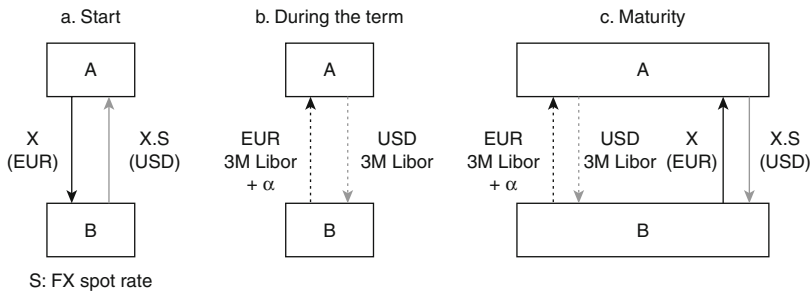 a. Start
b. During the term
c. Maturity
A
A
A
X
(EUR)
X.S
(USD)
EUR
3M Libor
+ α
USD
3M Libor
EUR
3M Libor
+ α
USD
3M Libor
X
(EUR)
X.S
(USD)
B
B
B
S: FX spot rate